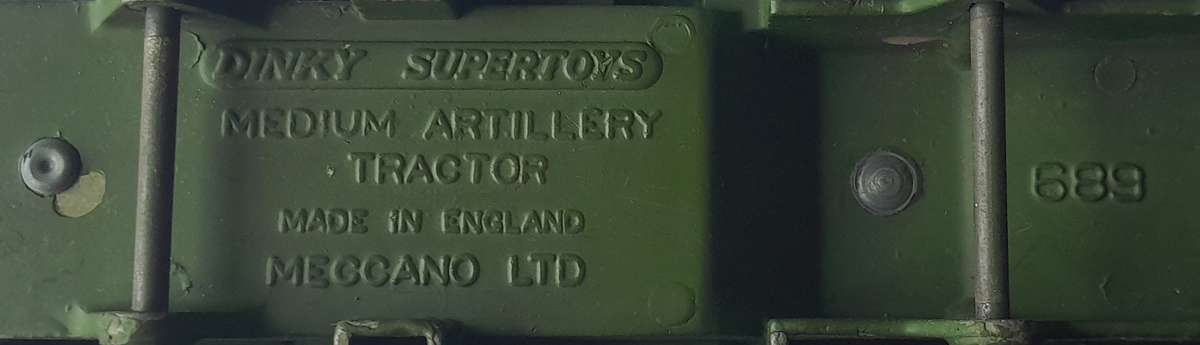 DINKY SUPERTOYS
MEDIUM ARTILLERY
TRACTOR
MADE IN ENGLAND
MECCANO LTD
689